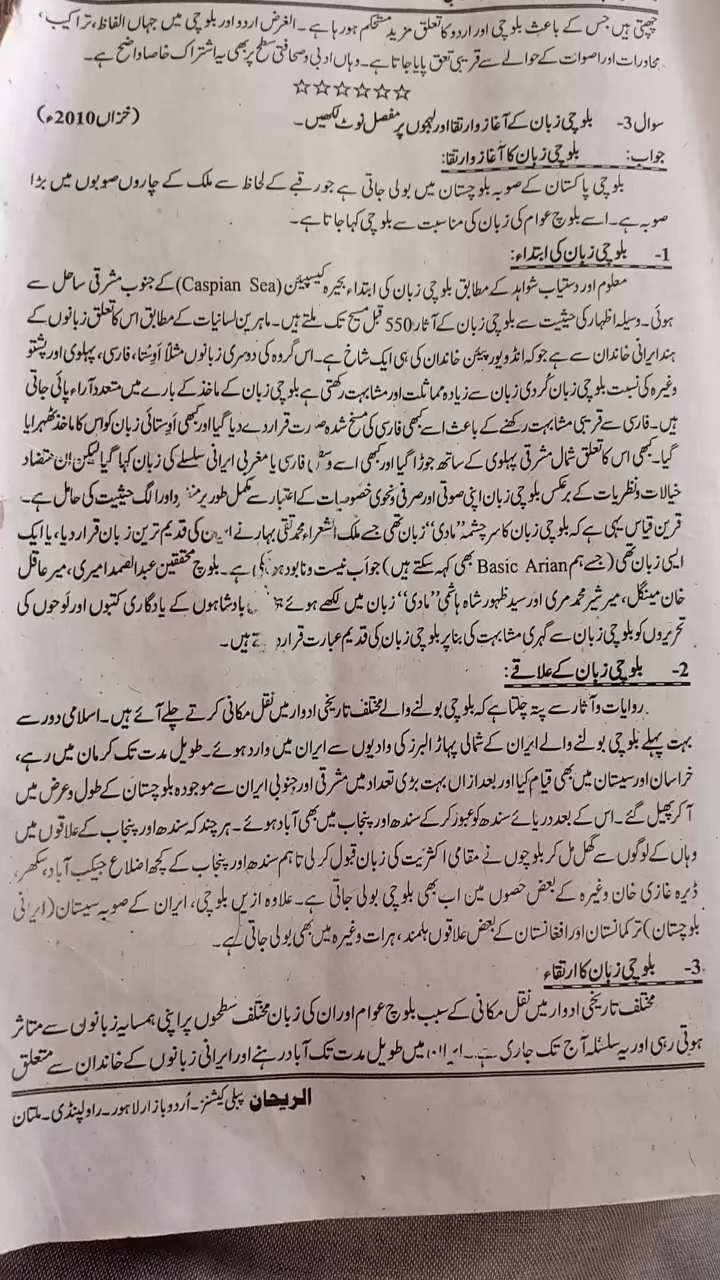 چھپتی ہیں جس کے باعث بلوچی اور اردو کا تعلق مزید مستحکم ہو رہا ہے۔ الغرض اردو اور بلوچی میں جہاں الفاظ، تراکیب،
محاورات اور اصوات کے حوالے سے قریبی تعق پایا جاتا ہے۔ وہاں ادبی و صحافتی سطح پر بھی یہ اشتراک خاصا واضح ہے۔
☆☆☆☆☆☆
سوال 3- بلوچی زبان کے آغاز و ارتقا اور لہجوں پر مفصل نوٹ لکھیں۔ (خزاں 2010ء)
جواب: بلوچی زبان کا آغاز و ارتقا:
بلوچی پاکستان کے صوبہ بلوچستان میں بولی جاتی ہے جو رقبے کے لحاظ سے ملک کے چاروں صوبوں میں بڑا
صوبہ ہے۔ اسے بلوچ عوام کی زبان کی مناسبت سے بلوچی کہا جاتا ہے۔
1- بلوچی زبان کی ابتداء:
معلوم اور دستیاب شواہد کے مطابق بلوچی زبان کی ابتداء بحیرہ کیسپیئن (Caspian Sea) کے جنوب مشرقی ساحل سے
ہوئی۔ وسیلہ اظہار کی حیثیت سے بلوچی زبان کے آثار 550 قبل مسیح تک ملتے ہیں۔ ماہرین لسانیات کے مطابق اس کا تعلق زبانوں کے
ہند ایرانی خاندان سے ہے جو کہ انڈو یورپیئن خاندان کی ہی ایک شاخ ہے۔ اس گروہ کی دوسری زبانوں مثلاً اَوِستا، فارسی، پہلوی اور پشتو
وغیرہ کی نسبت بلوچی زبان کُردی زبان سے زیادہ مماثلت اور مشابہت رکھتی ہے بلوچی زبان کے ماخذ کے بارے میں متعدد آراء پائی جاتی
ہیں۔ فارسی سے قریبی مشابہت رکھنے کے باعث اسے کبھی فارسی کی مسخ شدہ صورت قرار دے دیا گیا اور کبھی اَوِستائی زبان کو اس کا ماخذ ٹھہرایا
گیا۔ کبھی اس کا تعلق شمال مشرقی پہلوی کے ساتھ جوڑا گیا اور کبھی اسے فارسی یا مغربی ایرانی سلسلے کی زبان کہا گیا لیکن اِن متضاد
خیالات و نظریات کے برعکس بلوچی زبان اپنی صوتی اور صرفی و نحوی خصوصیات کے اعتبار سے مکمل طور پر اور الگ حیثیت کی حامل ہے۔
قرین قیاس یہی ہے کہ بلوچی زبان کا سرچشمہ ”مادی“ زبان تھی جسے ملک الشعراء محمد تقی بہار نے کی قدیم ترین زبان قرار دیا، یا ایک
ایسی زبان تھی (جسے ہم Basic Arian بھی کہہ سکتے ہیں) جو اب نیست و نابود ہے۔ بلوچ محققین عبدالصمد امیری، میر عاقل
خان مینگل، میر شیر محمد مری اور سید ظہور شاہ ہاشمی ”مادی“ زبان میں لکھے ہوئے بادشاہوں کے یادگاری کتبوں اور لَوحوں کی
تحریروں کو بلوچی زبان سے گہری مشابہت کی بنا پر بلوچی زبان کی قدیم عبارت قرار دیتے ہیں۔
2- بلوچی زبان کے علاقے:
روایات و آثار سے پتہ چلتا ہے کہ بلوچی بولنے والے مختلف تاریخی ادوار میں نقل مکانی کرتے چلے آئے ہیں۔ اسلامی دور سے
بہت پہلے بلوچی بولنے والے ایران کے شمالی پہاڑ البرز کی وادیوں سے ایران میں وارد ہوئے۔ طویل مدت تک کرمان میں رہے،
خراسان اور سیستان میں بھی قیام کیا اور بعد ازاں بہت بڑی تعداد میں مشرقی اور جنوبی ایران سے موجودہ بلوچستان کے طول و عرض میں
آ کر پھیل گئے۔ اس کے بعد دریائے سندھ کو عبور کر کے سندھ اور پنجاب میں بھی آباد ہوئے۔ ہر چند کہ سندھ اور پنجاب کے علاقوں میں
وہاں کے لوگوں سے گھل مل کر بلوچوں نے مقامی اکثریت کی زبان قبول کر لی تاہم سندھ اور پنجاب کے کچھ اضلاع جیکب آباد، سکھر،
ڈیرہ غازی خان وغیرہ کے بعض حصوں مین اب بھی بلوچی بولی جاتی ہے۔ علاوہ ازیں بلوچی، ایران کے صوبہ سیستان (ایرانی
بلوچستان) ترکمانستان اور افغانستان کے بعض علاقوں ہلمند، ہرات وغیرہ میں بھی بولی جاتی ہے۔
3- بلوچی زبان کا ارتقاء
مختلف تاریخی ادوار میں نقل مکانی کے سبب بلوچ عوام اور ان کی زبان مختلف سطحوں پر اپنی ہمسایہ زبانوں سے متاثر
ہوتی رہی اور یہ سلسلہ آج تک جاری ہے۔ میں طویل مدت تک آباد رہنے اور ایرانی زبانوں کے خاندان سے متعلق
الریحان پبلی کیشنز۔ اُردو بازار لاہور۔ راولپنڈی۔ ملتان